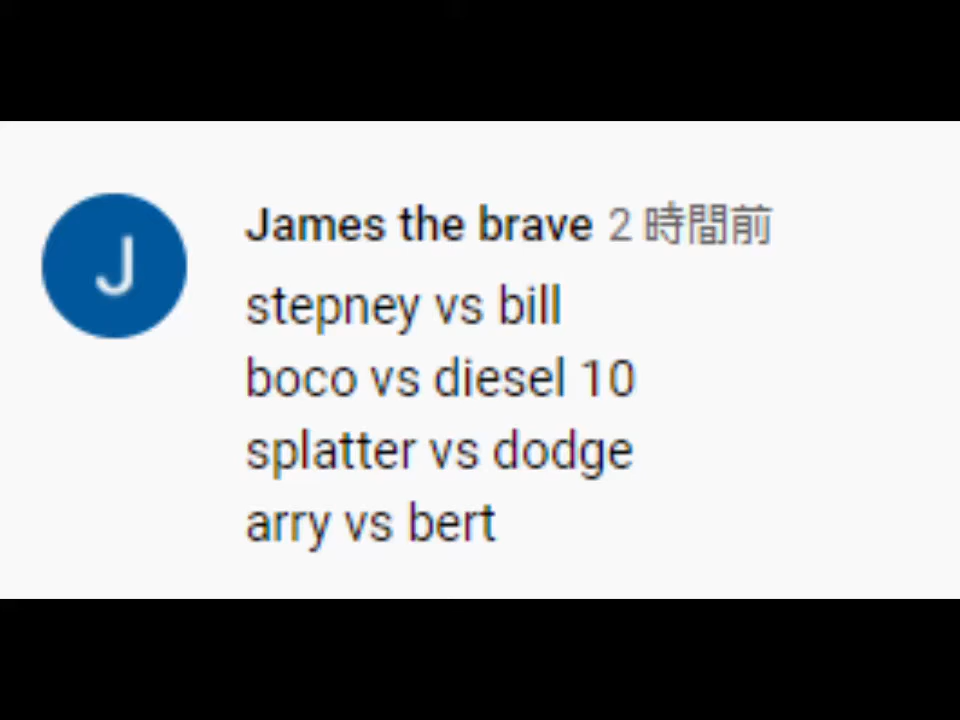 J
James the brave 2 時間前
stepney vs bill
boco vs diesel 10
splatter vs dodge
arry vs bert